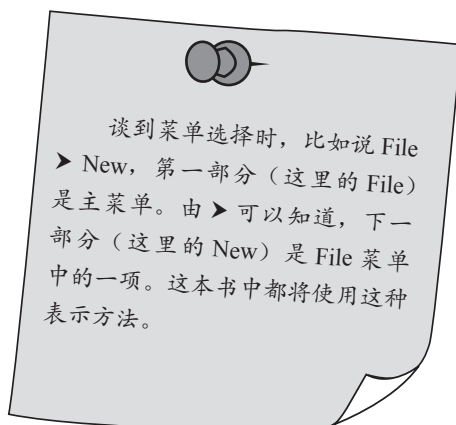 谈到菜单选择时，比如说 File
➤ New，第一部分（这里的 File）
是主菜单。由 ➤ 可以知道，下一
部分（这里的 New）是 File 菜单
中的一项。这本书中都将使用这种
表示方法。